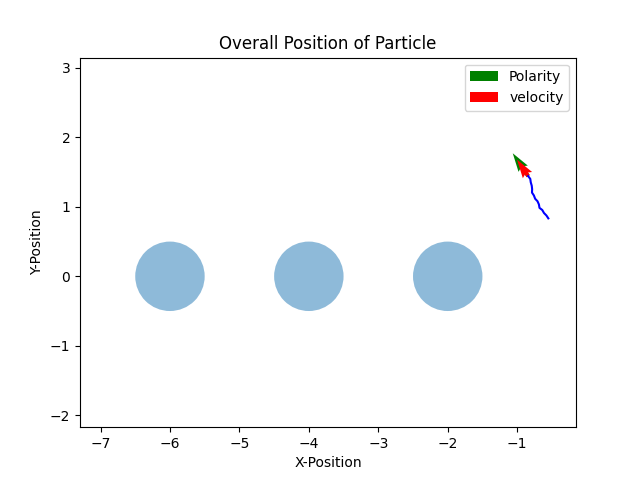 Overall Position of Particle
Polarity
velocity
3
2
1
0
−1
−2
Y-Position
−7 −6 −5 −4 −3 −2 −1
X-Position